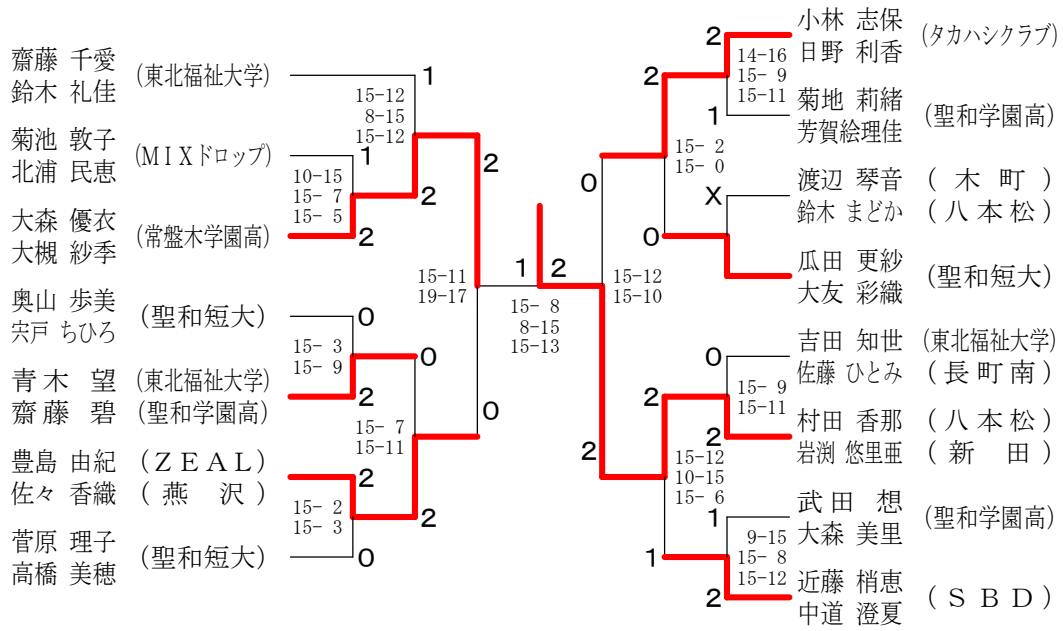 齋藤 千愛
鈴木 礼佳
(東北福祉大学)
菊池 敦子
北浦 民恵
(MIXドロップ)
大森 優衣
大槻 紗季
(常盤木学園高)
奥山 歩美
宍戸 ちひろ
(聖和短大)
青木 望 (東北福祉大学)
齋藤 碧 (聖和学園高)
豊島 由紀 (ZEAL)
佐々 香織 (燕 沢)
菅原 理子
高橋 美穂
(聖和短大)
1
15-12
8-15
15-12
2
1
10-15
15- 7
15- 5
2
2
0
15- 3
15- 9
2
0
15- 7
15-11
2
15- 2
15- 3
0
2
15-11
19-17
0
1
2
15- 8
8-15
15-13
0
15-12
15-10
2
2
15- 2
15- 0
0
2
15-12
10-15
15- 6
1
2
14-16
15- 9
15-11
1
X
0
15- 9
15-11
2
1
9-15
15- 8
15-12
2
小林 志保
日野 利香
(タカハシクラブ)
菊地 莉緒
芳賀絵理佳
(聖和学園高)
渡辺 琴音 (木町)
鈴木 まどか (八本松)
瓜田 更紗
大友 彩織
(聖和短大)
吉田 知世 (東北福祉大学)
佐藤 ひとみ (長町南)
村田 香那 (八本松)
岩渕 悠里亜 (新 田)
武田 想
大森 美里
(聖和学園高)
近藤 梢恵
中道 澄夏
(SBD)